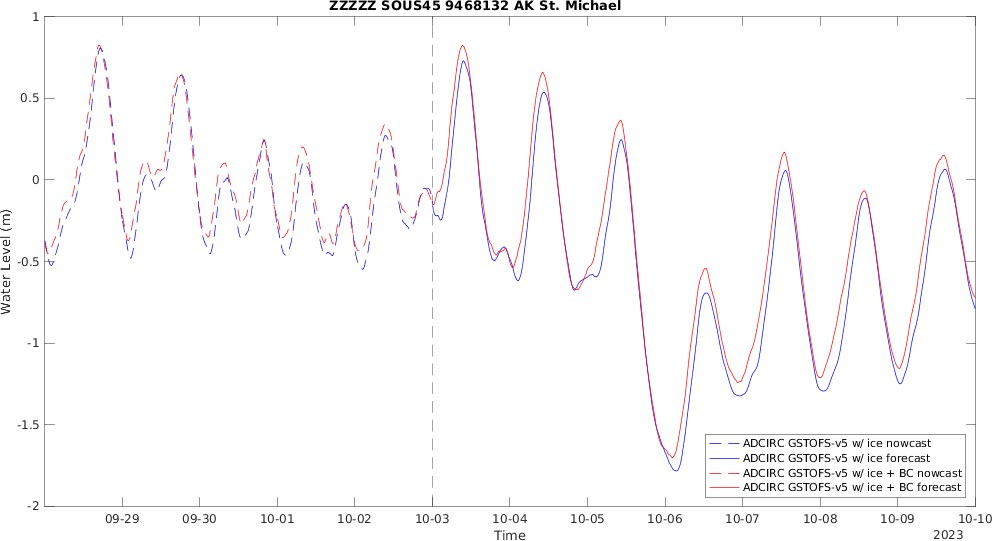 ZZZZZ SOUS45 9468132 AK St. Michael
1
0.5
0
-0.5
-1
-1.5
-2
Water Level (m)
ADCIRC GSTOFS-v5 w/ ice nowcast
ADCIRC GSTOFS-v5 w/ ice forecast
ADCIRC GSTOFS-v5 w/ ice + BC nowcast
ADCIRC GSTOFS-v5 w/ ice + BC forecast
09-29 09-30 10-01 10-02 10-03 10-04 10-05 10-06 10-07 10-08 10-09 10-10
Time
2023